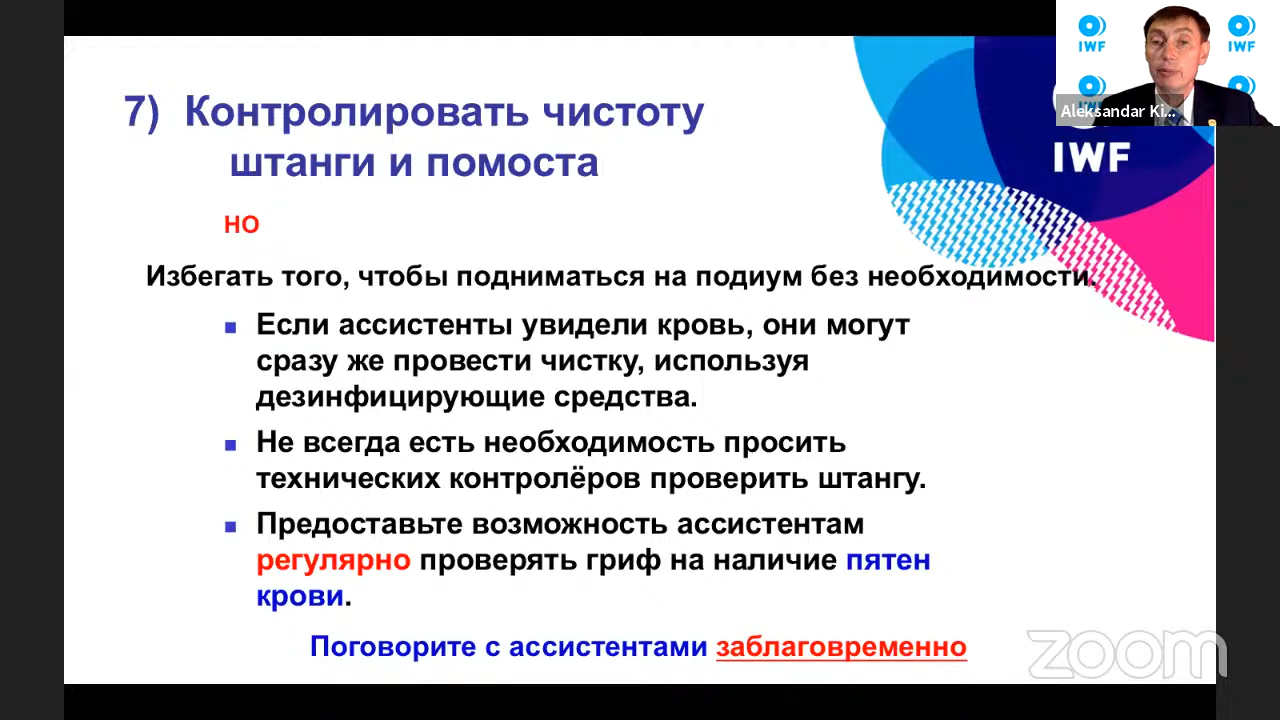 7) Контролировать чистоту
штанги и помоста
но
Избегать того, чтобы подниматься на подиум без необходимости.
Если ассистенты увидели кровь, они могут
сразу же провести чистку, используя
дезинфицирующие средства.
Не всегда есть необходимость просить
технических контролёров проверить штангу.
Предоставьте возможность ассистентам
регулярно проверять гриф на наличие пятен
крови.
Поговорите с ассистентами заблаговременно
IWF
IWF
IWF
Aleksandar Ki...
zoom